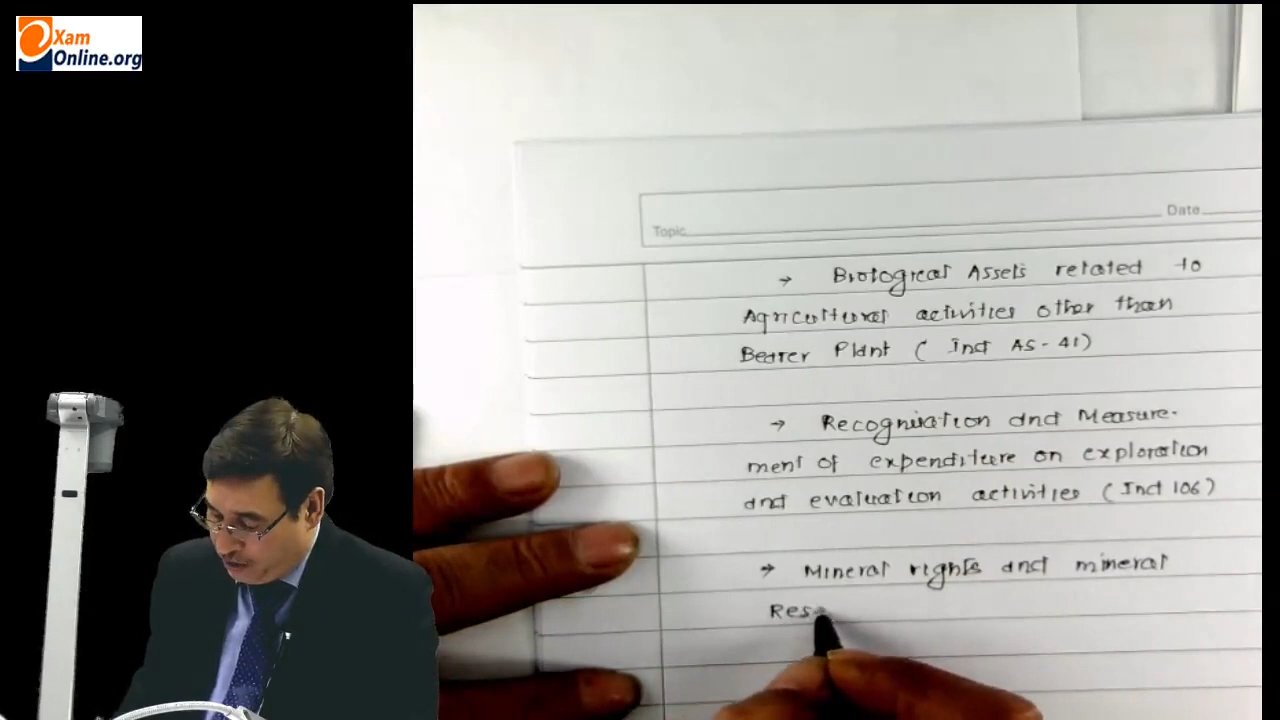 Xam
Online.org
Topic
Date
→ Biological Assets related to
Agricultural activities other than
Bearer Plant ( Ind AS - 41)
→ Recognisation and Measure-
ment of expenditure on exploration
and evaluation activities (Ind 106)
→ Mineral rights and mineral
Res